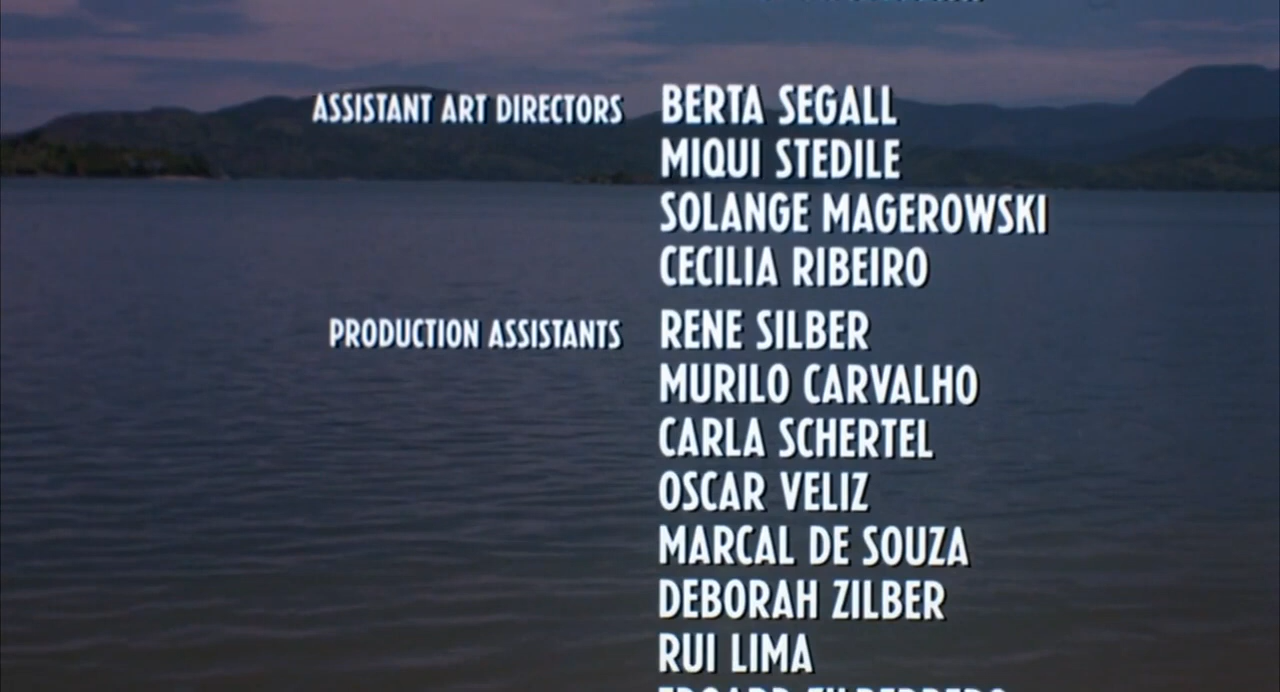 ASSISTANT ART DIRECTORS BERTA SEGALL
MIQUI STEDILE
SOLANGE MAGEROWSKI
CECILIA RIBEIRO
PRODUCTION ASSISTANTS RENE SILBER
MURILO CARVALHO
CARLA SCHERTEL
OSCAR VELIZ
MARCAL DE SOUZA
DEBORAH ZILBER
RUI LIMA